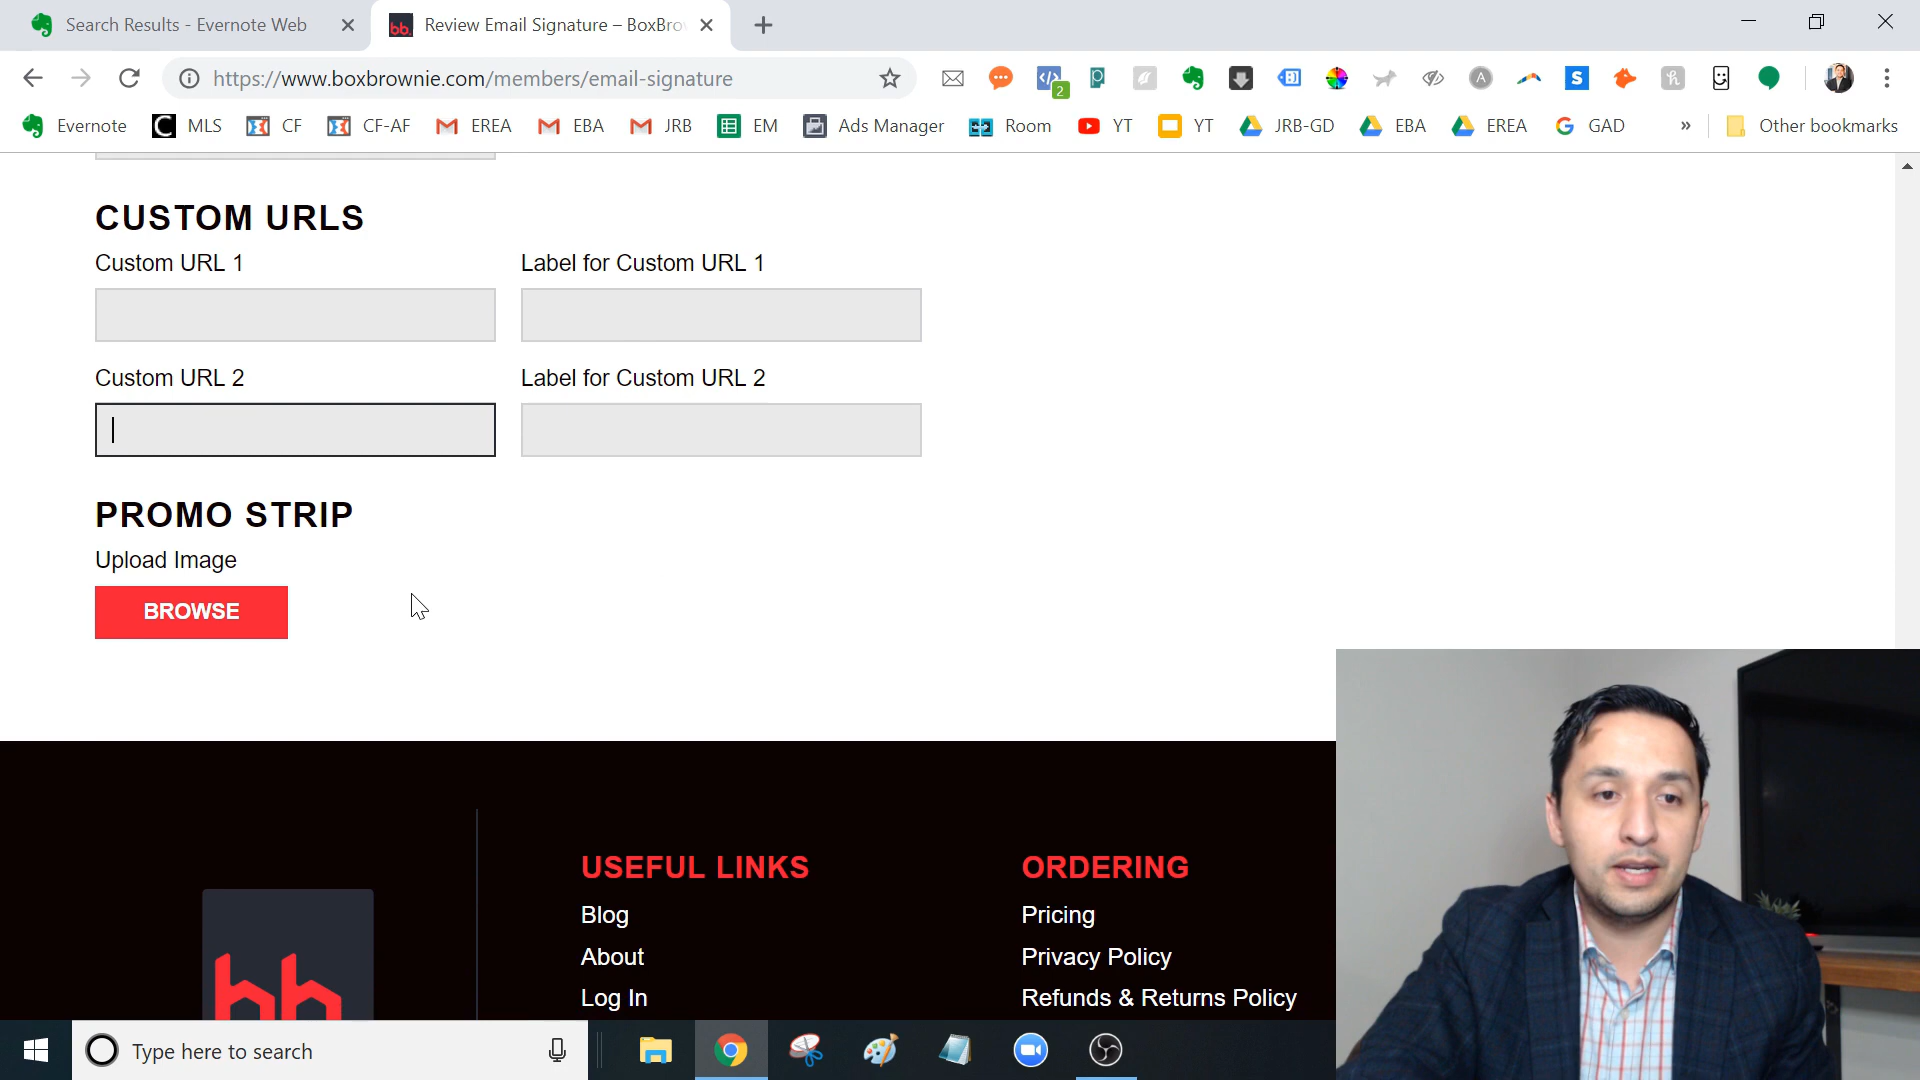 Search Results - Evernote Web
Review Email Signature – BoxBro
https://www.boxbrownie.com/members/email-signature
2
Evernote
MLS
CF
CF-AF
EREA
EBA
JRB
EM
Ads Manager
Room
YT
YT
JRB-GD
EBA
EREA
GAD
»
Other bookmarks
CUSTOM URLS
Custom URL 1
Label for Custom URL 1
Custom URL 2
Label for Custom URL 2
PROMO STRIP
Upload Image
BROWSE
bb
USEFUL LINKS
Blog
About
Log In
ORDERING
Pricing
Privacy Policy
Refunds & Returns Policy
Type here to search